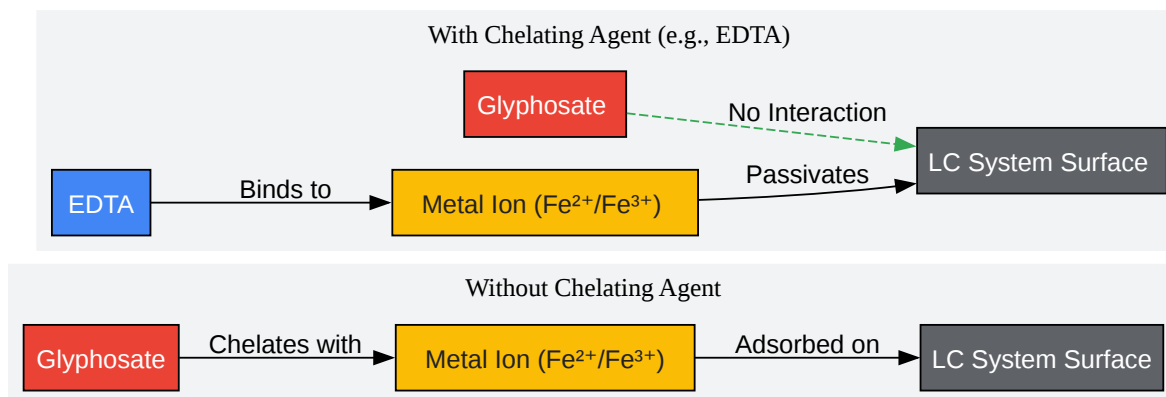 With Chelating Agent (e.g., EDTA)
Glyphosate
No Interaction
LC System Surface
EDTA
Binds to
Metal Ion (Fe²⁺/Fe³⁺)
Passivates
Without Chelating Agent
Glyphosate
Chelates with
Metal Ion (Fe²⁺/Fe³⁺)
Adsorbed on
LC System Surface